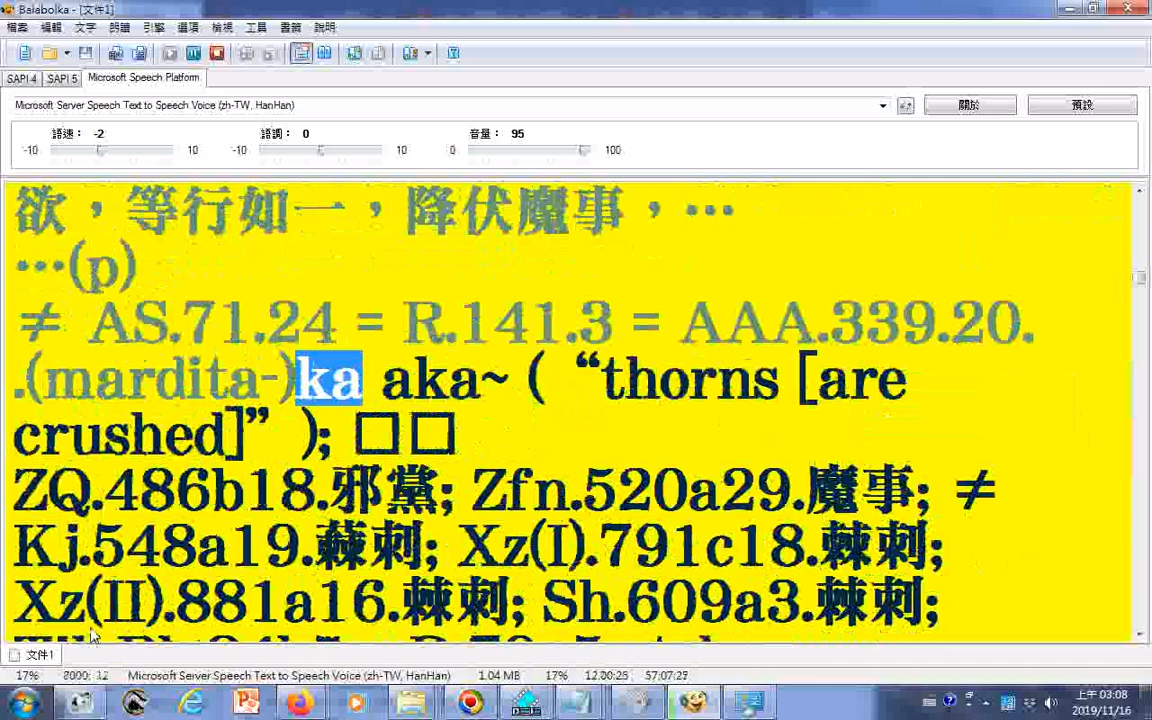 Balabolka - [文件1]
檔案 編輯 文字 朗讀 引擎 選項 檢視 工具 書籤 說明
SAPI 4 SAPI 5 Microsoft Speech Platform
Microsoft Server Speech Text to Speech Voice (zh-TW, HanHan) 關於 預設
語速： -2 語調： 0 音量： 95
-10 10 -10 10 0 100
欲，等行如一，降伏魔事，…
…(p)
≠ AS.71.24 = R.141.3 = AAA.339.20.
.(mardita-)ka aka~ (“thorns [are
crushed]”); □□
ZQ.486b18.邪黨; Zfn.520a29.魔事; ≠
Kj.548a19.蕀刺; Xz(I).791c18.棘刺;
Xz(II).881a16.棘刺; Sh.609a3.棘刺;
文件1
17% 2000: 12 Microsoft Server Speech Text to Speech Voice (zh-TW, HanHan) 1.04 MB 17% 12:00:25 57:07:29
上午 03:08
2019/11/16